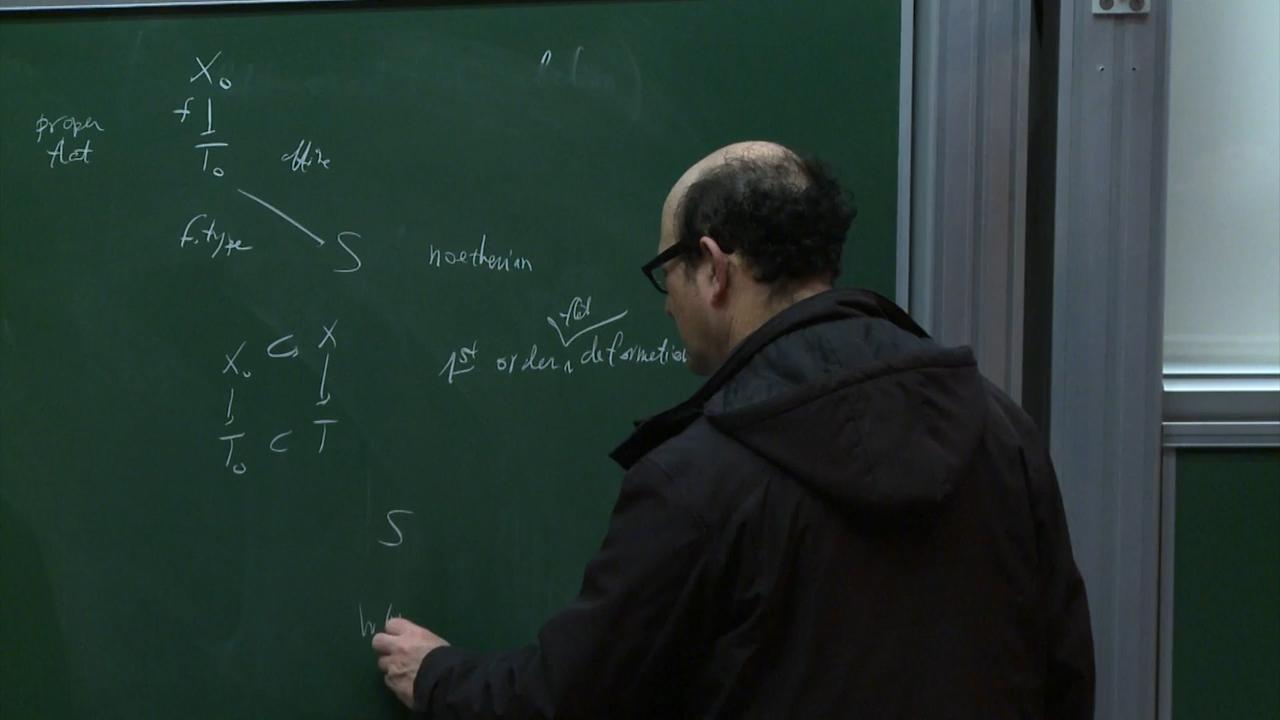 X₀
f
proper
flat
T₀ affine
f. type S noetherian
flat
X₀ ⊂ X 1st order deformation
T₀ ⊂ T
S